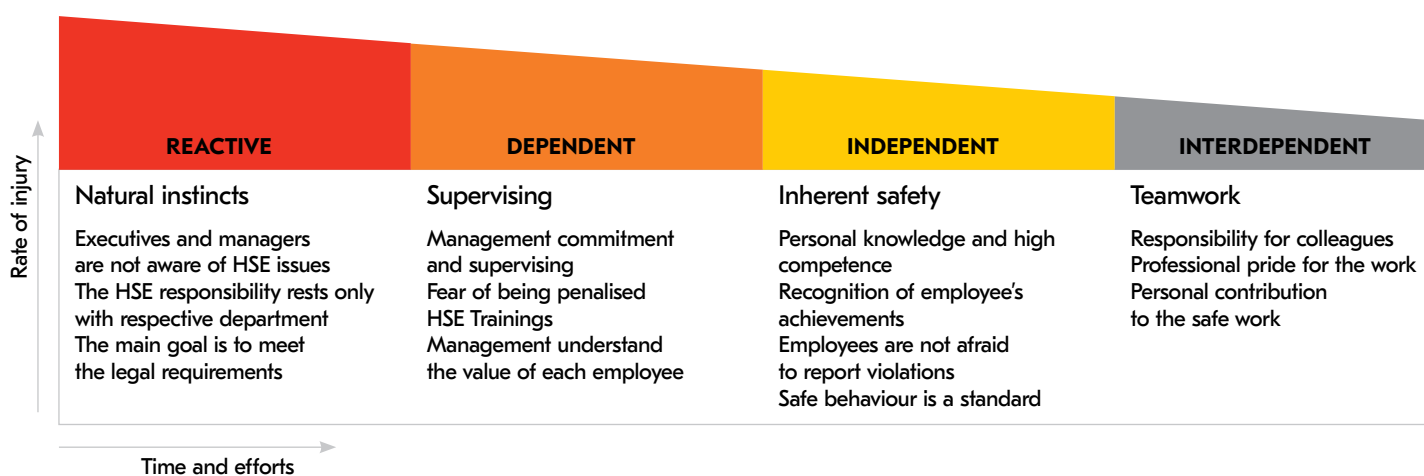 Rate of injury
REACTIVE
Natural instincts
Executives and managers
are not aware of HSE issues
The HSE responsibility rests only
with respective department
The main goal is to meet
the legal requirements
DEPENDENT
Supervising
Management commitment
and supervising
Fear of being penalised
HSE Trainings
Management understand
the value of each employee
INDEPENDENT
Inherent safety
Personal knowledge and high
competence
Recognition of employee's
achievements
Employees are not afraid
to report violations
Safe behaviour is a standard
INTERDEPENDENT
Teamwork
Responsibility for colleagues
Professional pride for the work
Personal contribution
to the safe work
Time and efforts